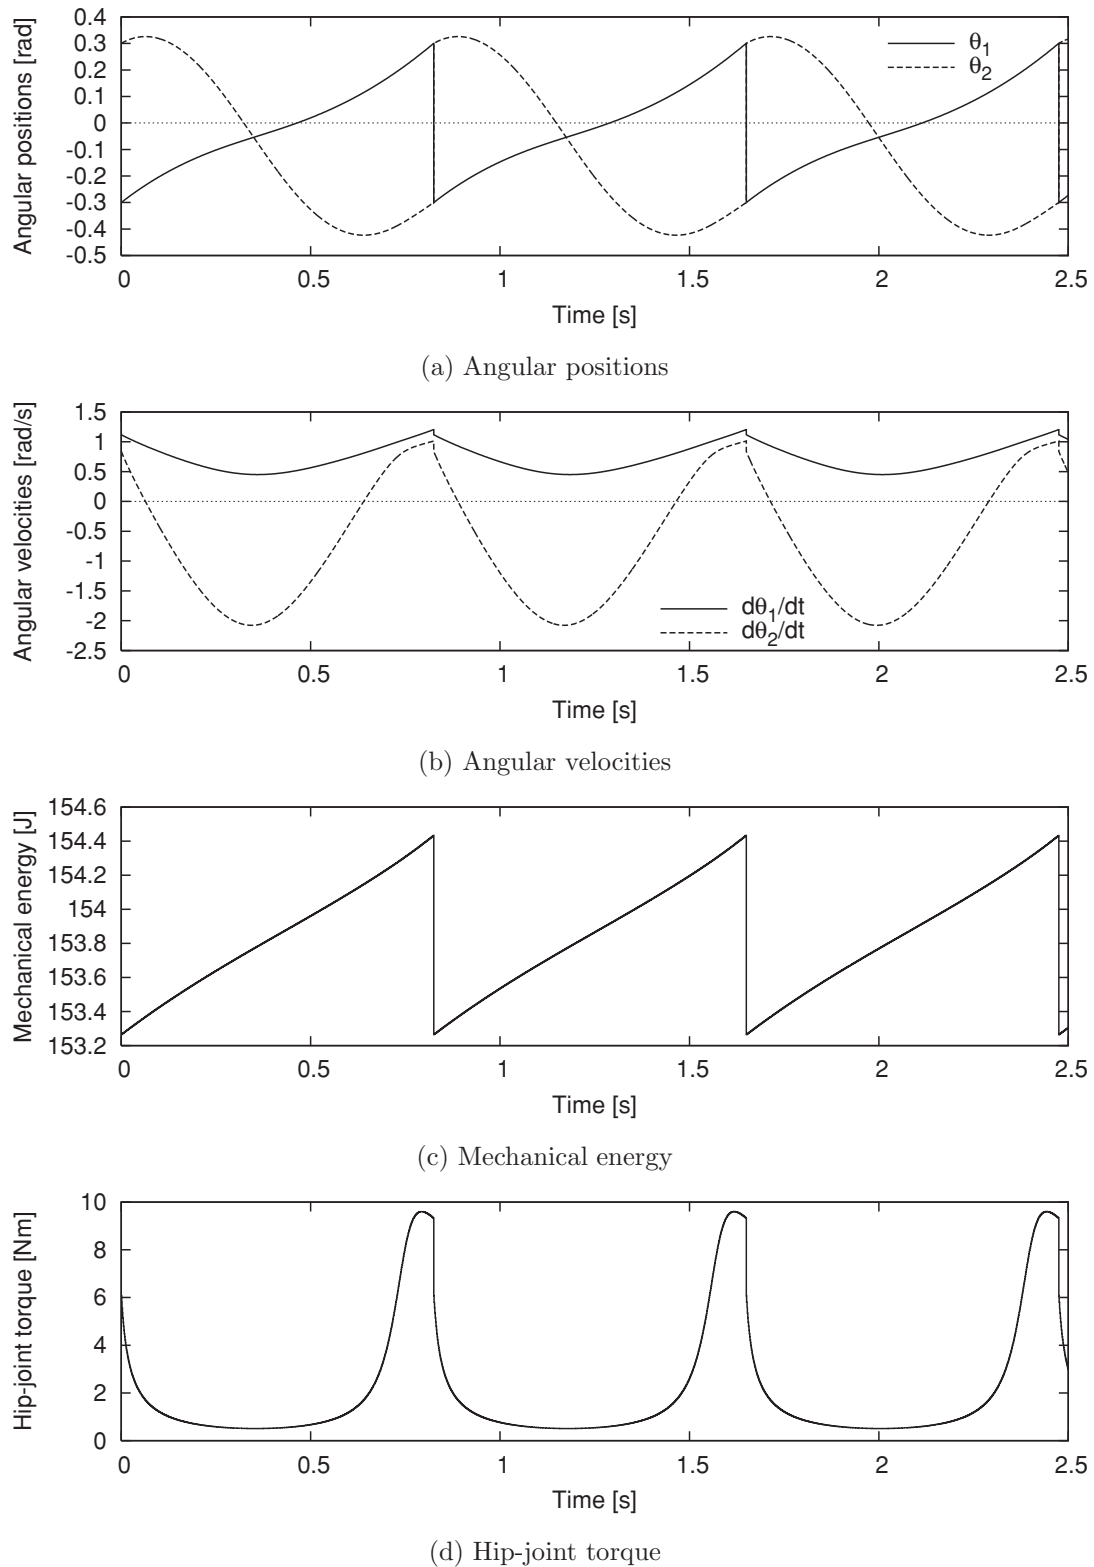 Angular positions [rad]
0.4
0.3
0.2
0.1
0
-0.1
-0.2
-0.3
-0.4
-0.5
θ1
θ2
0 0.5 1 1.5 2 2.5
Time [s]
(a) Angular positions
Angular velocities [rad/s]
1.5
1
0.5
0
-0.5
-1
-1.5
-2
-2.5
dθ1/dt
dθ2/dt
0 0.5 1 1.5 2 2.5
Time [s]
(b) Angular velocities
Mechanical energy [J]
154.6
154.4
154.2
154
153.8
153.6
153.4
153.2
0 0.5 1 1.5 2 2.5
Time [s]
(c) Mechanical energy
Hip-joint torque [Nm]
10
8
6
4
2
0
0 0.5 1 1.5 2 2.5
Time [s]
(d) Hip-joint torque